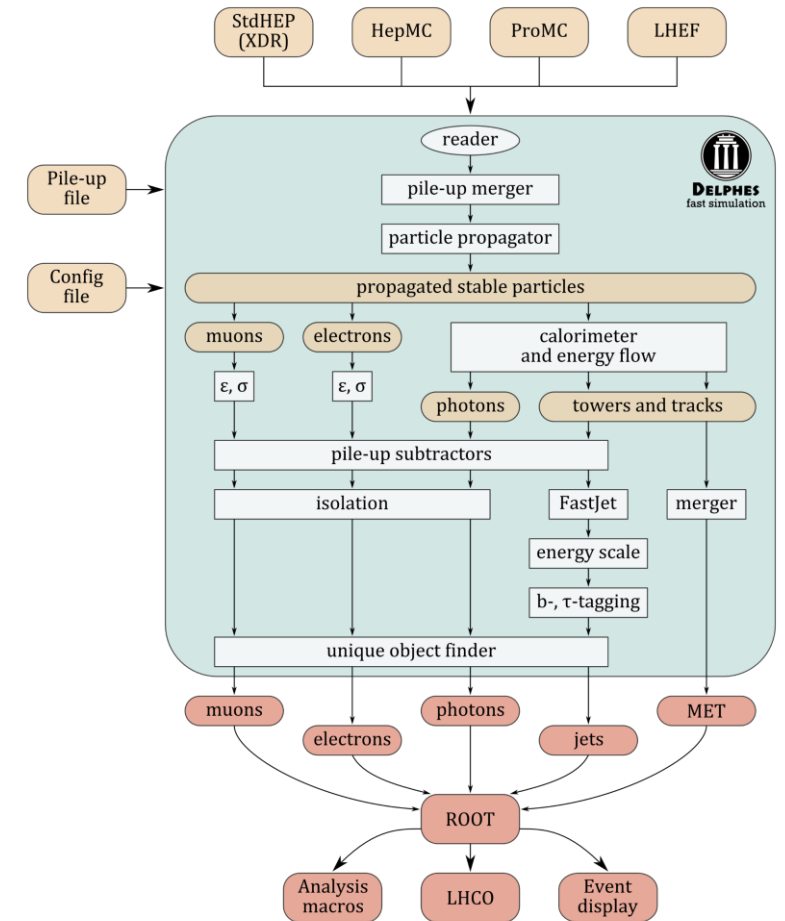 StdHEP
(XDR)
HepMC
ProMC
LHEF
reader
DELPHES
fast simulation
Pile-up
file
pile-up merger
particle propagator
Config
file
propagated stable particles
muons
electrons
calorimeter
and energy flow
ε, σ
ε, σ
photons
towers and tracks
pile-up subtractors
isolation
FastJet
merger
energy scale
b-, τ-tagging
unique object finder
muons
photons
MET
electrons
jets
ROOT
Analysis
macros
LHCO
Event
display